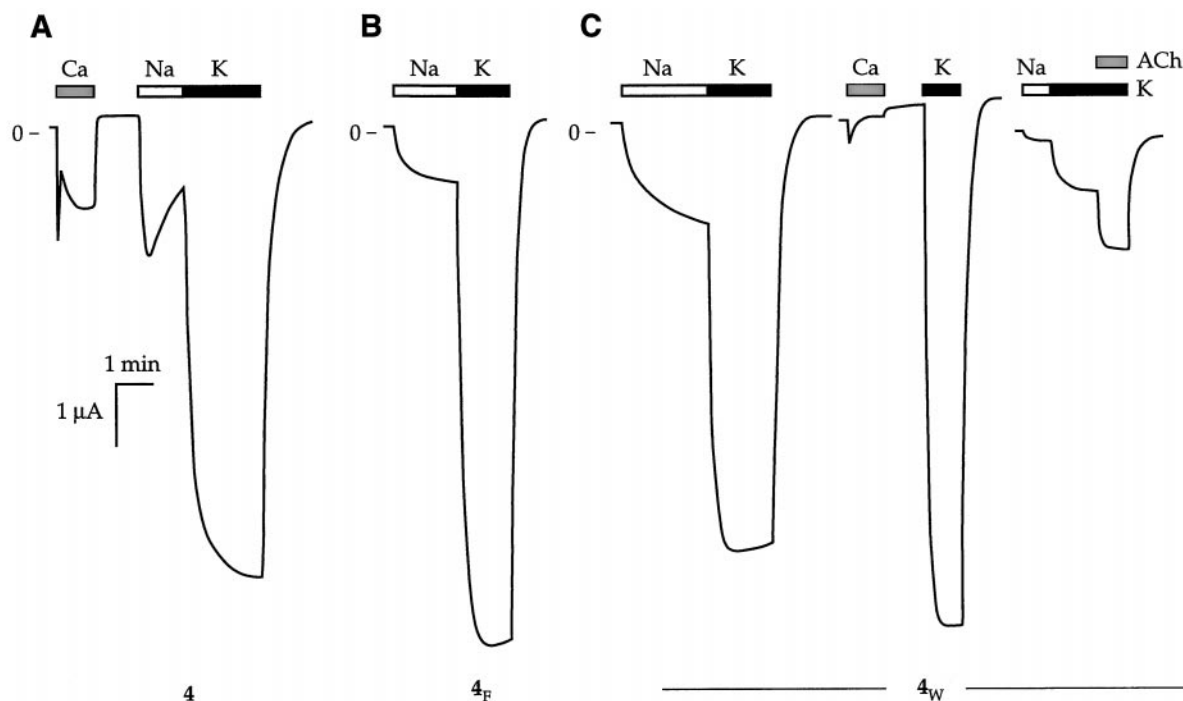 A
B
C
Ca Na K
Na K
Na K
Ca K
Na ACh
K
0 –
0 –
0 –
1 min
1 µA
4
4F
4W